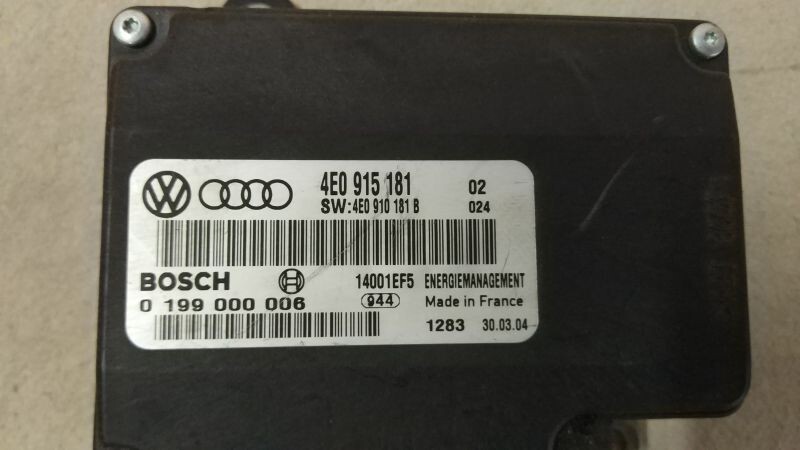 4E0 915 181 02
SW:4E0 910 181 B 024
BOSCH 14001EF5 ENERGIEMANAGEMENT
0 199 000 006 944 Made in France
1283 30.03.04